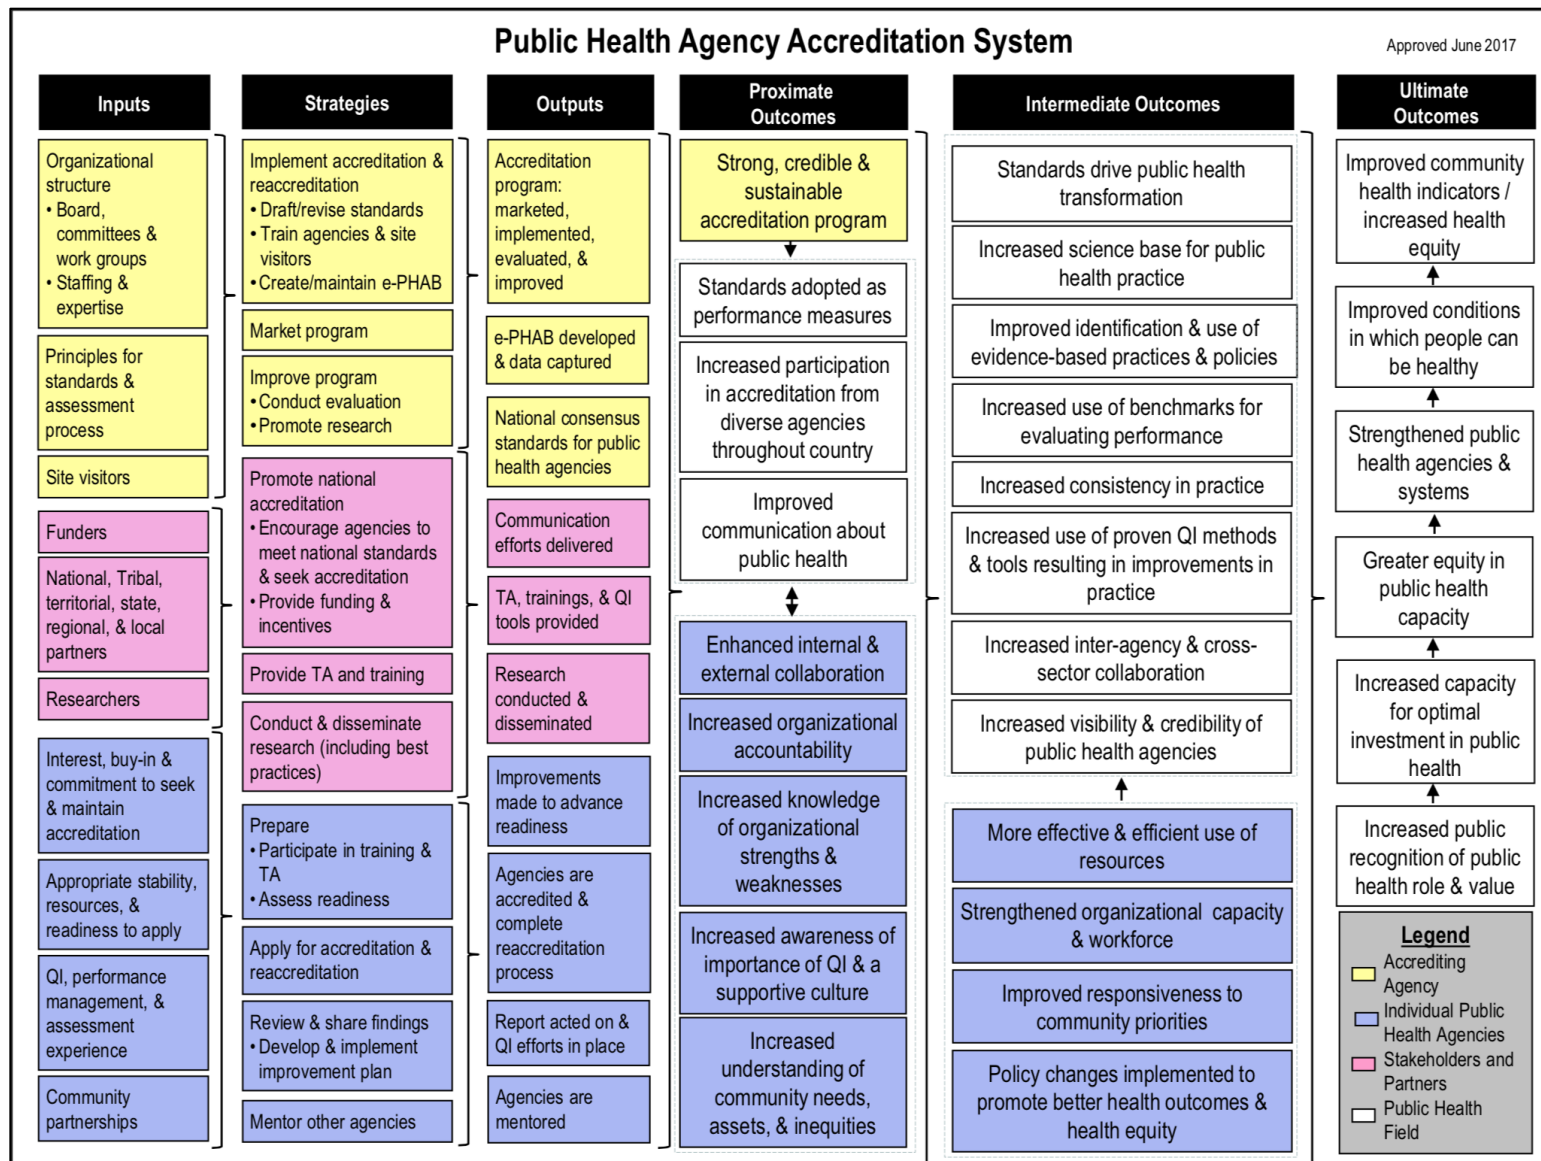 Public Health Agency Accreditation System
Approved June 2017
Inputs
Organizational
structure
• Board,
committees &
work groups
• Staffing &
expertise
Principles for
standards &
assessment
process
Site visitors
Funders
National, Tribal,
territorial, state,
regional, & local
partners
Researchers
Interest, buy-in &
commitment to seek
& maintain
accreditation
Appropriate stability,
resources, &
readiness to apply
QI, performance
management, &
assessment
experience
Community
partnerships
Strategies
Implement accreditation &
reaccreditation
• Draft/revise standards
• Train agencies & site
visitors
• Create/maintain e-PHAB
Market program
Improve program
• Conduct evaluation
• Promote research
Promote national
accreditation
• Encourage agencies to
meet national standards
& seek accreditation
• Provide funding &
incentives
Provide TA and training
Conduct & disseminate
research (including best
practices)
Prepare
• Participate in training &
TA
• Assess readiness
Apply for accreditation &
reaccreditation
Review & share findings
• Develop & implement
improvement plan
Mentor other agencies
Outputs
Accreditation
program:
marketed,
implemented,
evaluated, &
improved
e-PHAB developed
& data captured
National consensus
standards for public
health agencies
Communication
efforts delivered
TA, trainings, & QI
tools provided
Research
conducted &
disseminated
Improvements
made to advance
readiness
Agencies are
accredited &
complete
reaccreditation
process
Report acted on &
QI efforts in place
Agencies are
mentored
Proximate
Outcomes
Strong, credible &
sustainable
accreditation program
Standards adopted as
performance measures
Increased participation
in accreditation from
diverse agencies
throughout country
Improved
communication about
public health
Enhanced internal &
external collaboration
Increased organizational
accountability
Increased knowledge
of organizational
strengths &
weaknesses
Increased awareness of
importance of QI & a
supportive culture
Increased
understanding of
community needs,
assets, & inequities
Intermediate Outcomes
Standards drive public health
transformation
Increased science base for public
health practice
Improved identification & use of
evidence-based practices & policies
Increased use of benchmarks for
evaluating performance
Increased consistency in practice
Increased use of proven QI methods
& tools resulting in improvements in
practice
Increased inter-agency & cross-
sector collaboration
Increased visibility & credibility of
public health agencies
More effective & efficient use of
resources
Strengthened organizational capacity
& workforce
Improved responsiveness to
community priorities
Policy changes implemented to
promote better health outcomes &
health equity
Ultimate
Outcomes
Improved community
health indicators /
increased health
equity
Improved conditions
in which people can
be healthy
Strengthened public
health agencies &
systems
Greater equity in
public health
capacity
Increased capacity
for optimal
investment in public
health
Increased public
recognition of public
health role & value
Legend
Accrediting
Agency
Individual Public
Health Agencies
Stakeholders and
Partners
Public Health
Field